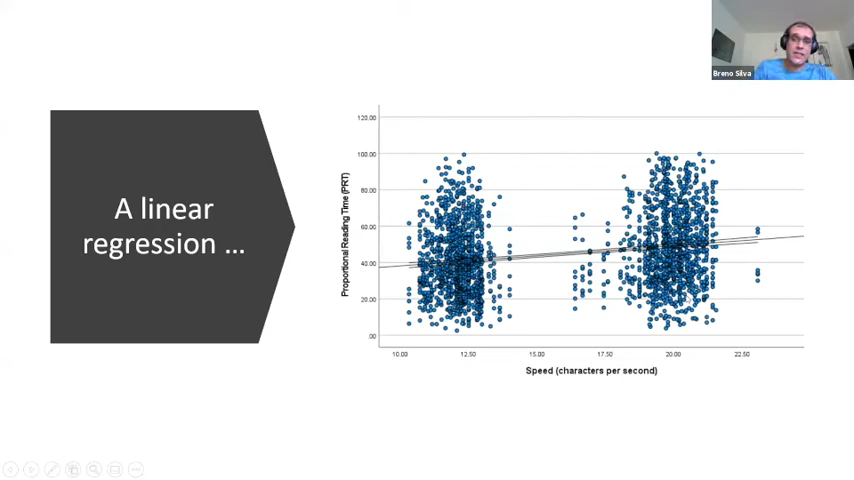 Breno Silva
A linear
regression ...
Proportional Reading Time (PRT)
120.00
100.00
80.00
60.00
40.00
20.00
.00
10.00 12.50 15.00 17.50 20.00 22.50
Speed (characters per second)